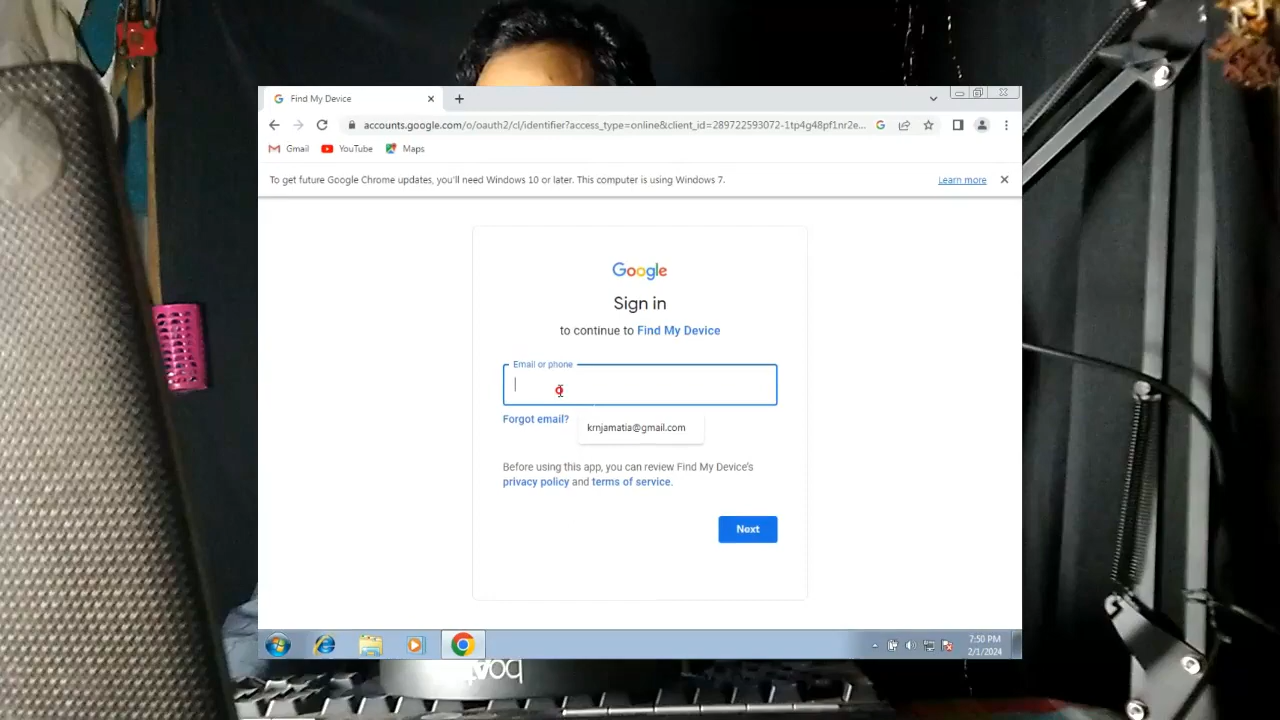 Find My Device
accounts.google.com/o/oauth2/cl/identifier?access_type=online&client_id=289722593072-1tp4g48pf1nr2e...
Gmail YouTube Maps
To get future Google Chrome updates, you'll need Windows 10 or later. This computer is using Windows 7. Learn more
Google
Sign in
to continue to Find My Device
Email or phone
Forgot email?
krnjamatia@gmail.com
Before using this app, you can review Find My Device's
privacy policy and terms of service.
Next
7:50 PM
2/1/2024